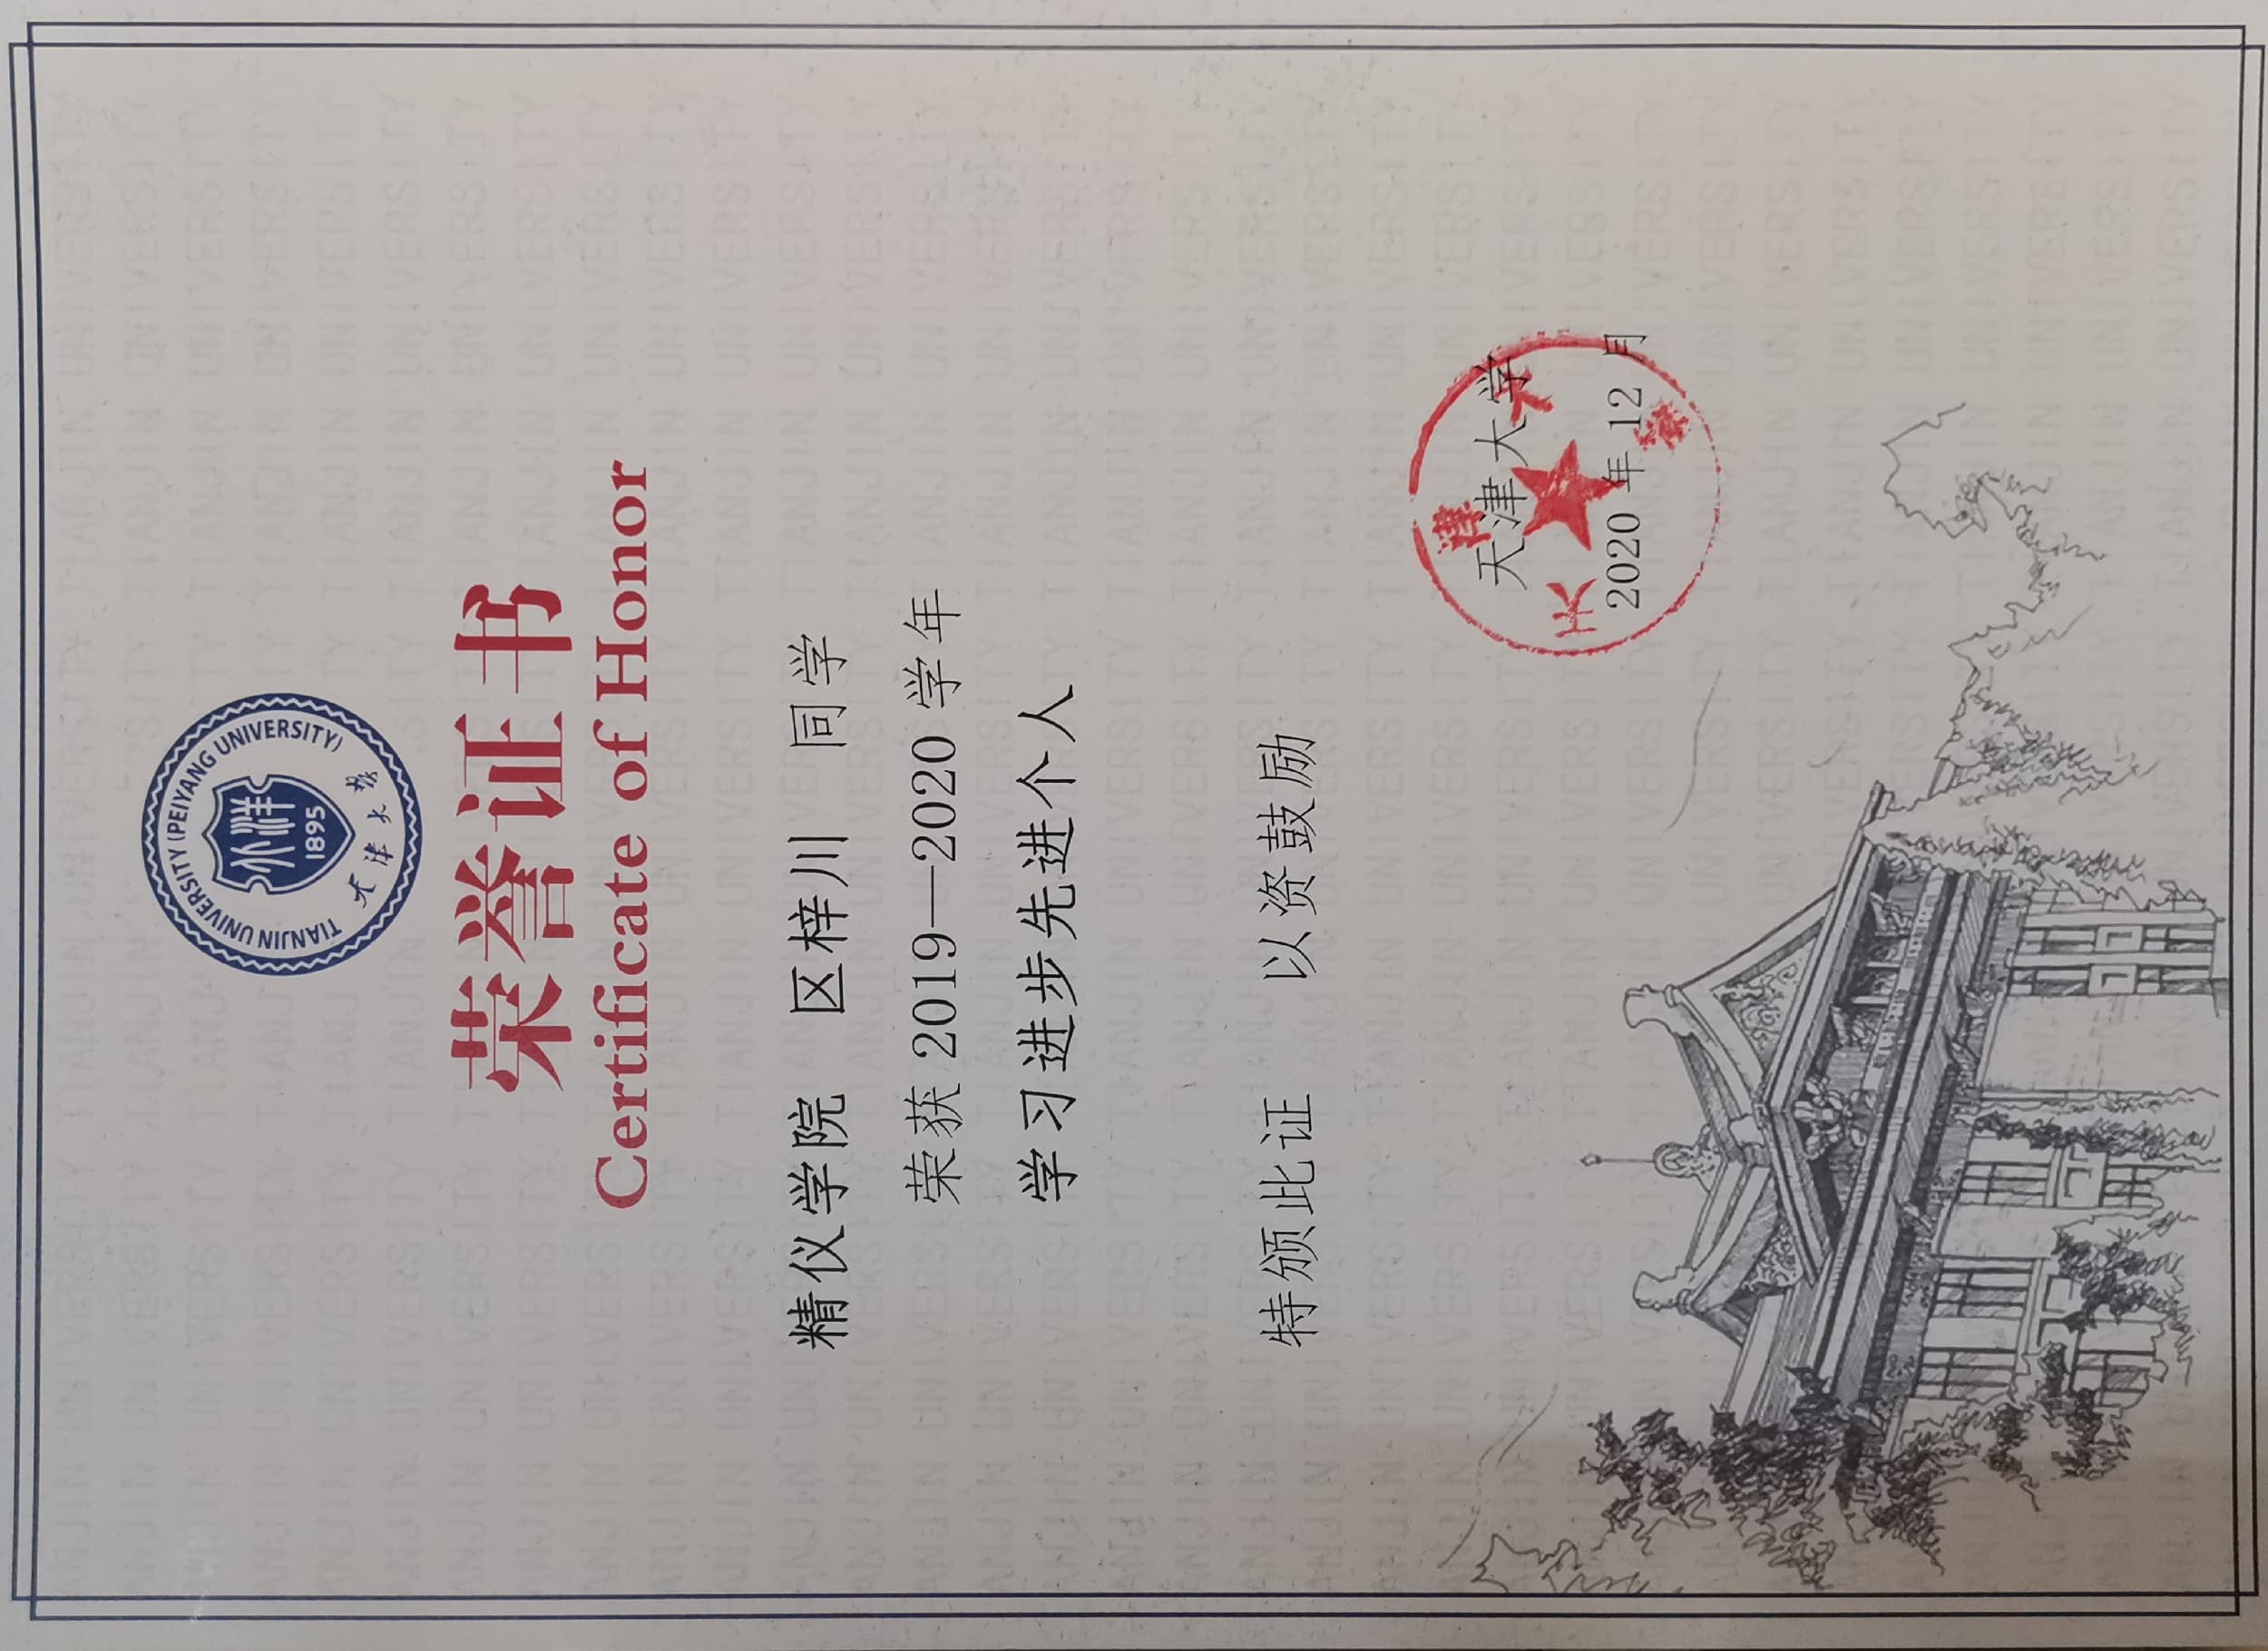 TIANJIN UNIVERSITY (PEIYANG UNIVERSITY)
北洋
1895
天津大学
荣誉证书
Certificate of Honor
精仪学院 区梓川 同学
荣获 2019—2020 学年
学习进步先进个人
特颁此证 以资鼓励
天津大学
2020 年 12 月
天津大学